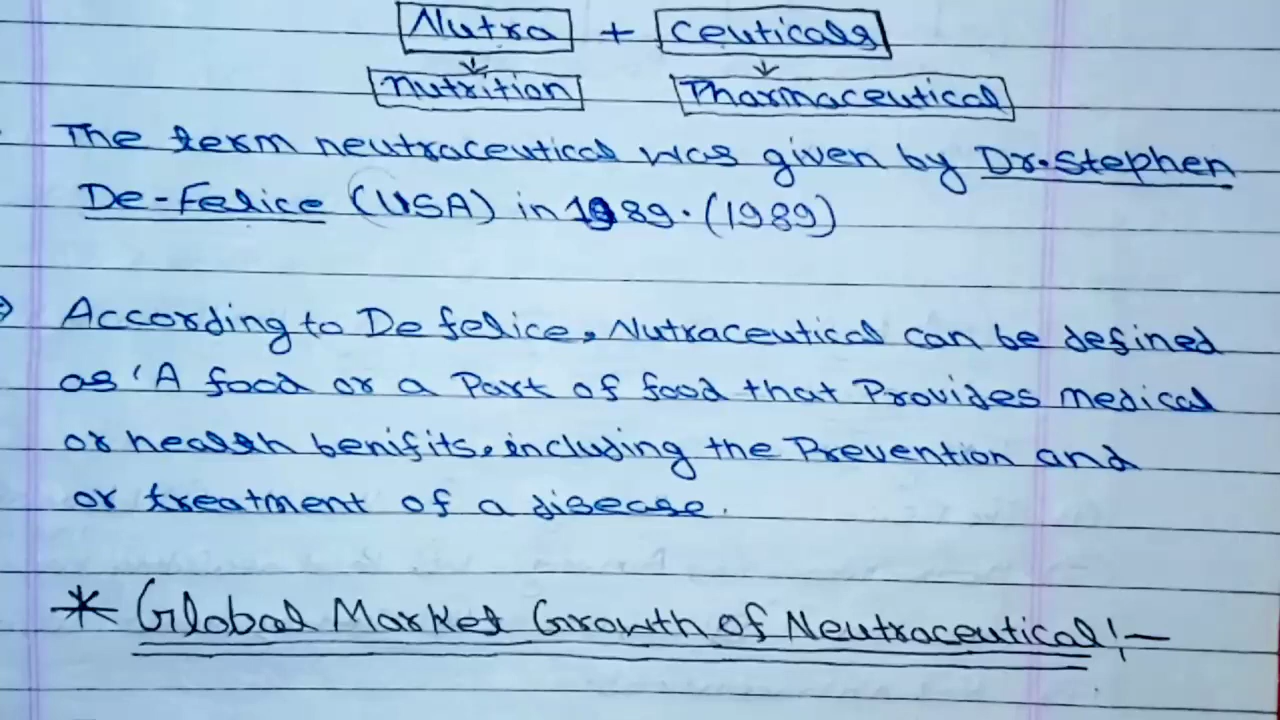 Nutra + ceuticals
Nutrition Pharmaceutical
The term neutraceutical was given by Dr. Stephen
De-Felice (USA) in 1989. (1989)
According to De felice, Nutraceutical can be defined
as 'A food or a Part of food that Provides medical
or health benifits, including the Prevention and
or treatment of a disease.
* Global Market Growth of Neutraceutical :-